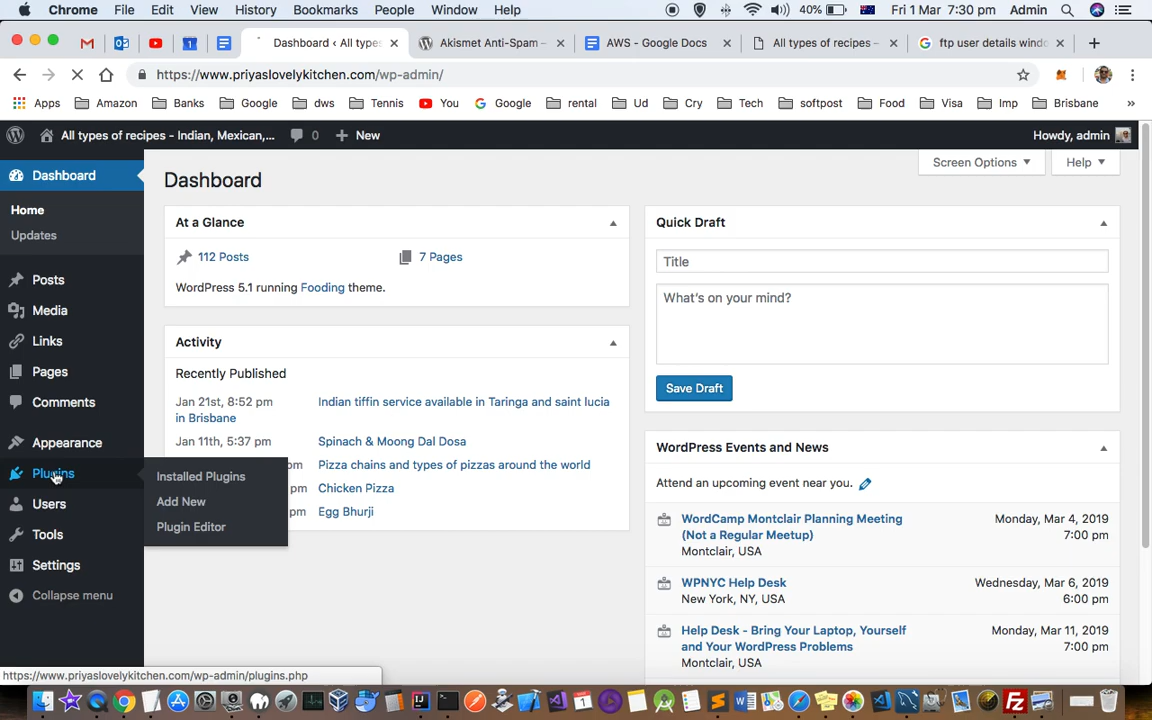 Chrome File Edit View History Bookmarks People Window Help 40% Fri 1 Mar 7:30 pm Admin
Dashboard ‹ All types Akismet Anti-Spam – AWS - Google Docs All types of recipes – ftp user details wind
https://www.priyaslovelykitchen.com/wp-admin/
Apps Amazon Banks Google dws Tennis You Google rental Ud Cry Tech softpost Food Visa Imp Brisbane »
All types of recipes - Indian, Mexican,... 0 New Howdy, admin
Dashboard
Home
Updates
Posts
Media
Links
Pages
Comments
Appearance
Plugins
Users
Tools
Settings
Collapse menu
Installed Plugins
Add New
Plugin Editor
Screen Options Help
Dashboard
At a Glance
112 Posts 7 Pages
WordPress 5.1 running Fooding theme.
Activity
Recently Published
Jan 21st, 8:52 pm Indian tiffin service available in Taringa and saint lucia
in Brisbane
Jan 11th, 5:37 pm Spinach & Moong Dal Dosa
pm Pizza chains and types of pizzas around the world
pm Chicken Pizza
pm Egg Bhurji
Quick Draft
Title
What's on your mind?
Save Draft
WordPress Events and News
Attend an upcoming event near you.
WordCamp Montclair Planning Meeting Monday, Mar 4, 2019
(Not a Regular Meetup) 7:00 pm
Montclair, USA
WPNYC Help Desk Wednesday, Mar 6, 2019
New York, NY, USA 6:00 pm
Help Desk - Bring Your Laptop, Yourself Monday, Mar 11, 2019
and Your WordPress Problems 7:00 pm
Montclair, USA
https://www.priyaslovelykitchen.com/wp-admin/plugins.php